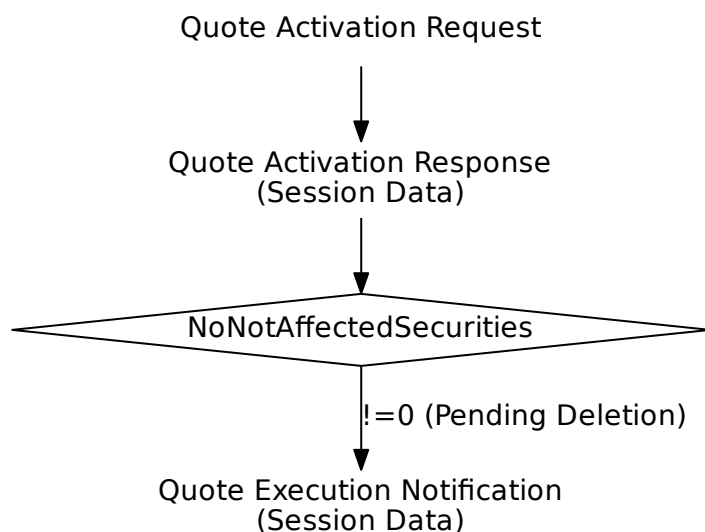 Quote Activation Request
Quote Activation Response
(Session Data)
NoNotAffectedSecurities
!=0 (Pending Deletion)
Quote Execution Notification
(Session Data)